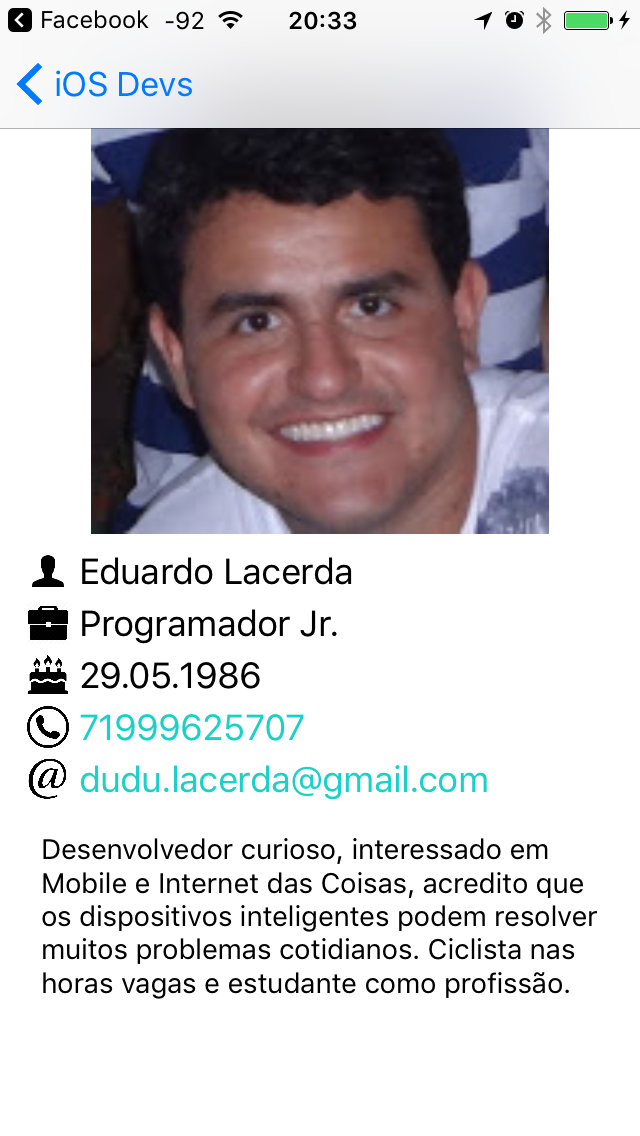 Facebook -92 20:33
iOS Devs
Eduardo Lacerda
Programador Jr.
29.05.1986
71999625707
@ dudu.lacerda@gmail.com
Desenvolvedor curioso, interessado em
Mobile e Internet das Coisas, acredito que
os dispositivos inteligentes podem resolver
muitos problemas cotidianos. Ciclista nas
horas vagas e estudante como profissão.